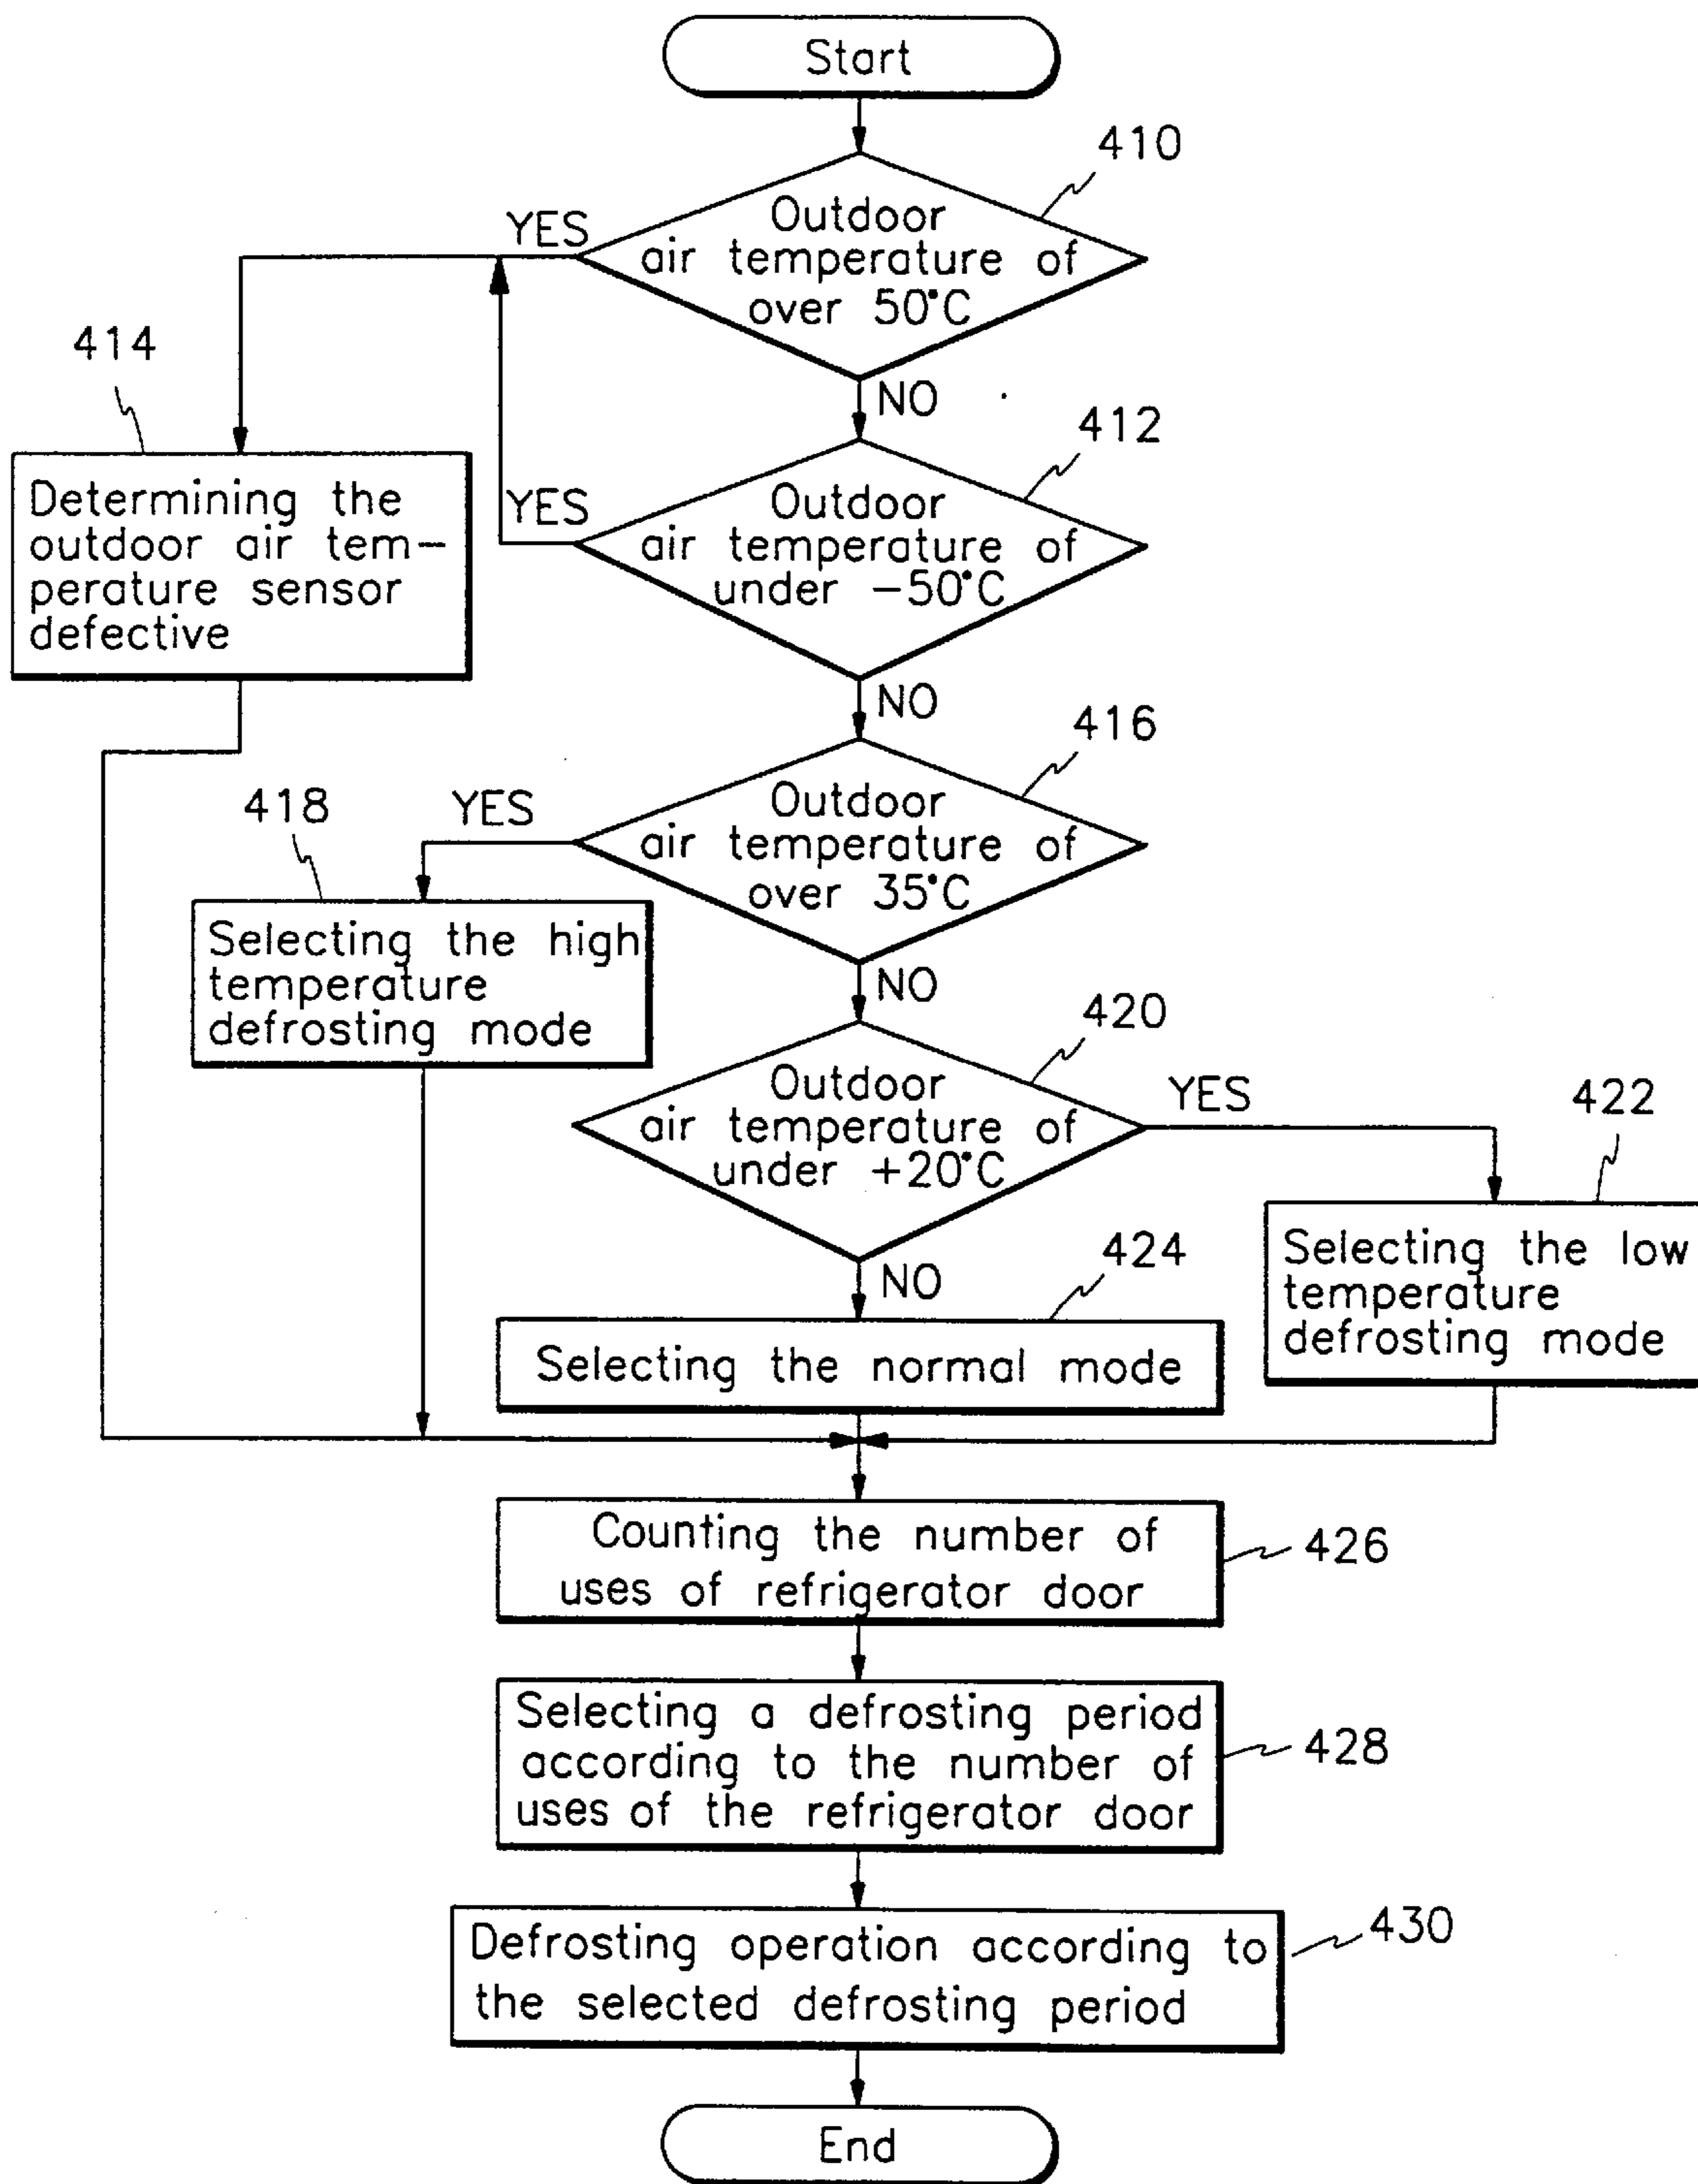 Start
410
Outdoor
air temperature of
over 50°C
YES
NO
414
Determining the
outdoor air tem-
perature sensor
defective
412
Outdoor
air temperature of
under -50°C
YES
NO
416
Outdoor
air temperature of
over 35°C
YES
NO
418
Selecting the high
temperature
defrosting mode
420
Outdoor
air temperature of
under +20°C
YES
NO
422
Selecting the low
temperature
defrosting mode
424
Selecting the normal mode
Counting the number of
uses of refrigerator door
426
Selecting a defrosting period
according to the number of
uses of the refrigerator door
428
Defrosting operation according to
the selected defrosting period
430
End